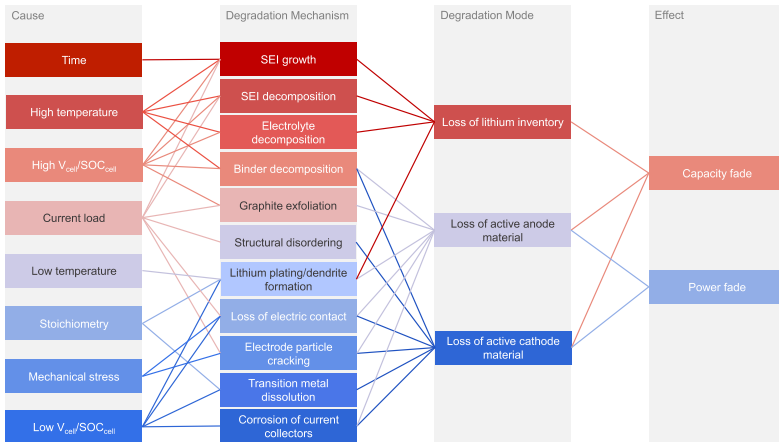 Cause
Degradation Mechanism
Degradation Mode
Effect
Time
High temperature
High Vcell/SOCcell
Current load
Low temperature
Stoichiometry
Mechanical stress
Low Vcell/SOCcell
SEI growth
SEI decomposition
Electrolyte
decomposition
Binder decomposition
Graphite exfoliation
Structural disordering
Lithium plating/dendrite
formation
Loss of electric contact
Electrode particle
cracking
Transition metal
dissolution
Corrosion of current
collectors
Loss of lithium inventory
Loss of active anode
material
Loss of active cathode
material
Capacity fade
Power fade